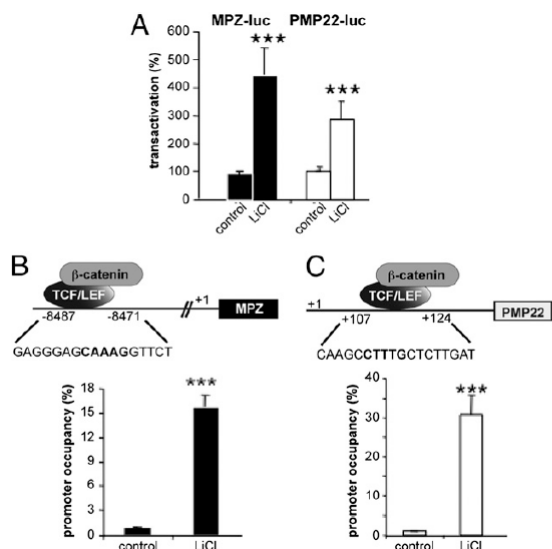 A
MPZ-luc PMP22-luc
***
***
transactivation (%)
600
500
400
300
200
100
0
control
LiCl
control
LiCl
B
β-catenin
TCF/LEF
-8487
-8471
+1
MPZ
GAGGGAGCAAAGGTTCT
promoter occupancy (%)
18
15
12
9
6
3
0
***
control
LiCl
C
β-catenin
TCF/LEF
+1
+107
+124
PMP22
CAAGCCTTTGCTCTTGAT
promoter occupancy (%)
40
30
20
10
0
***
control
LiCl